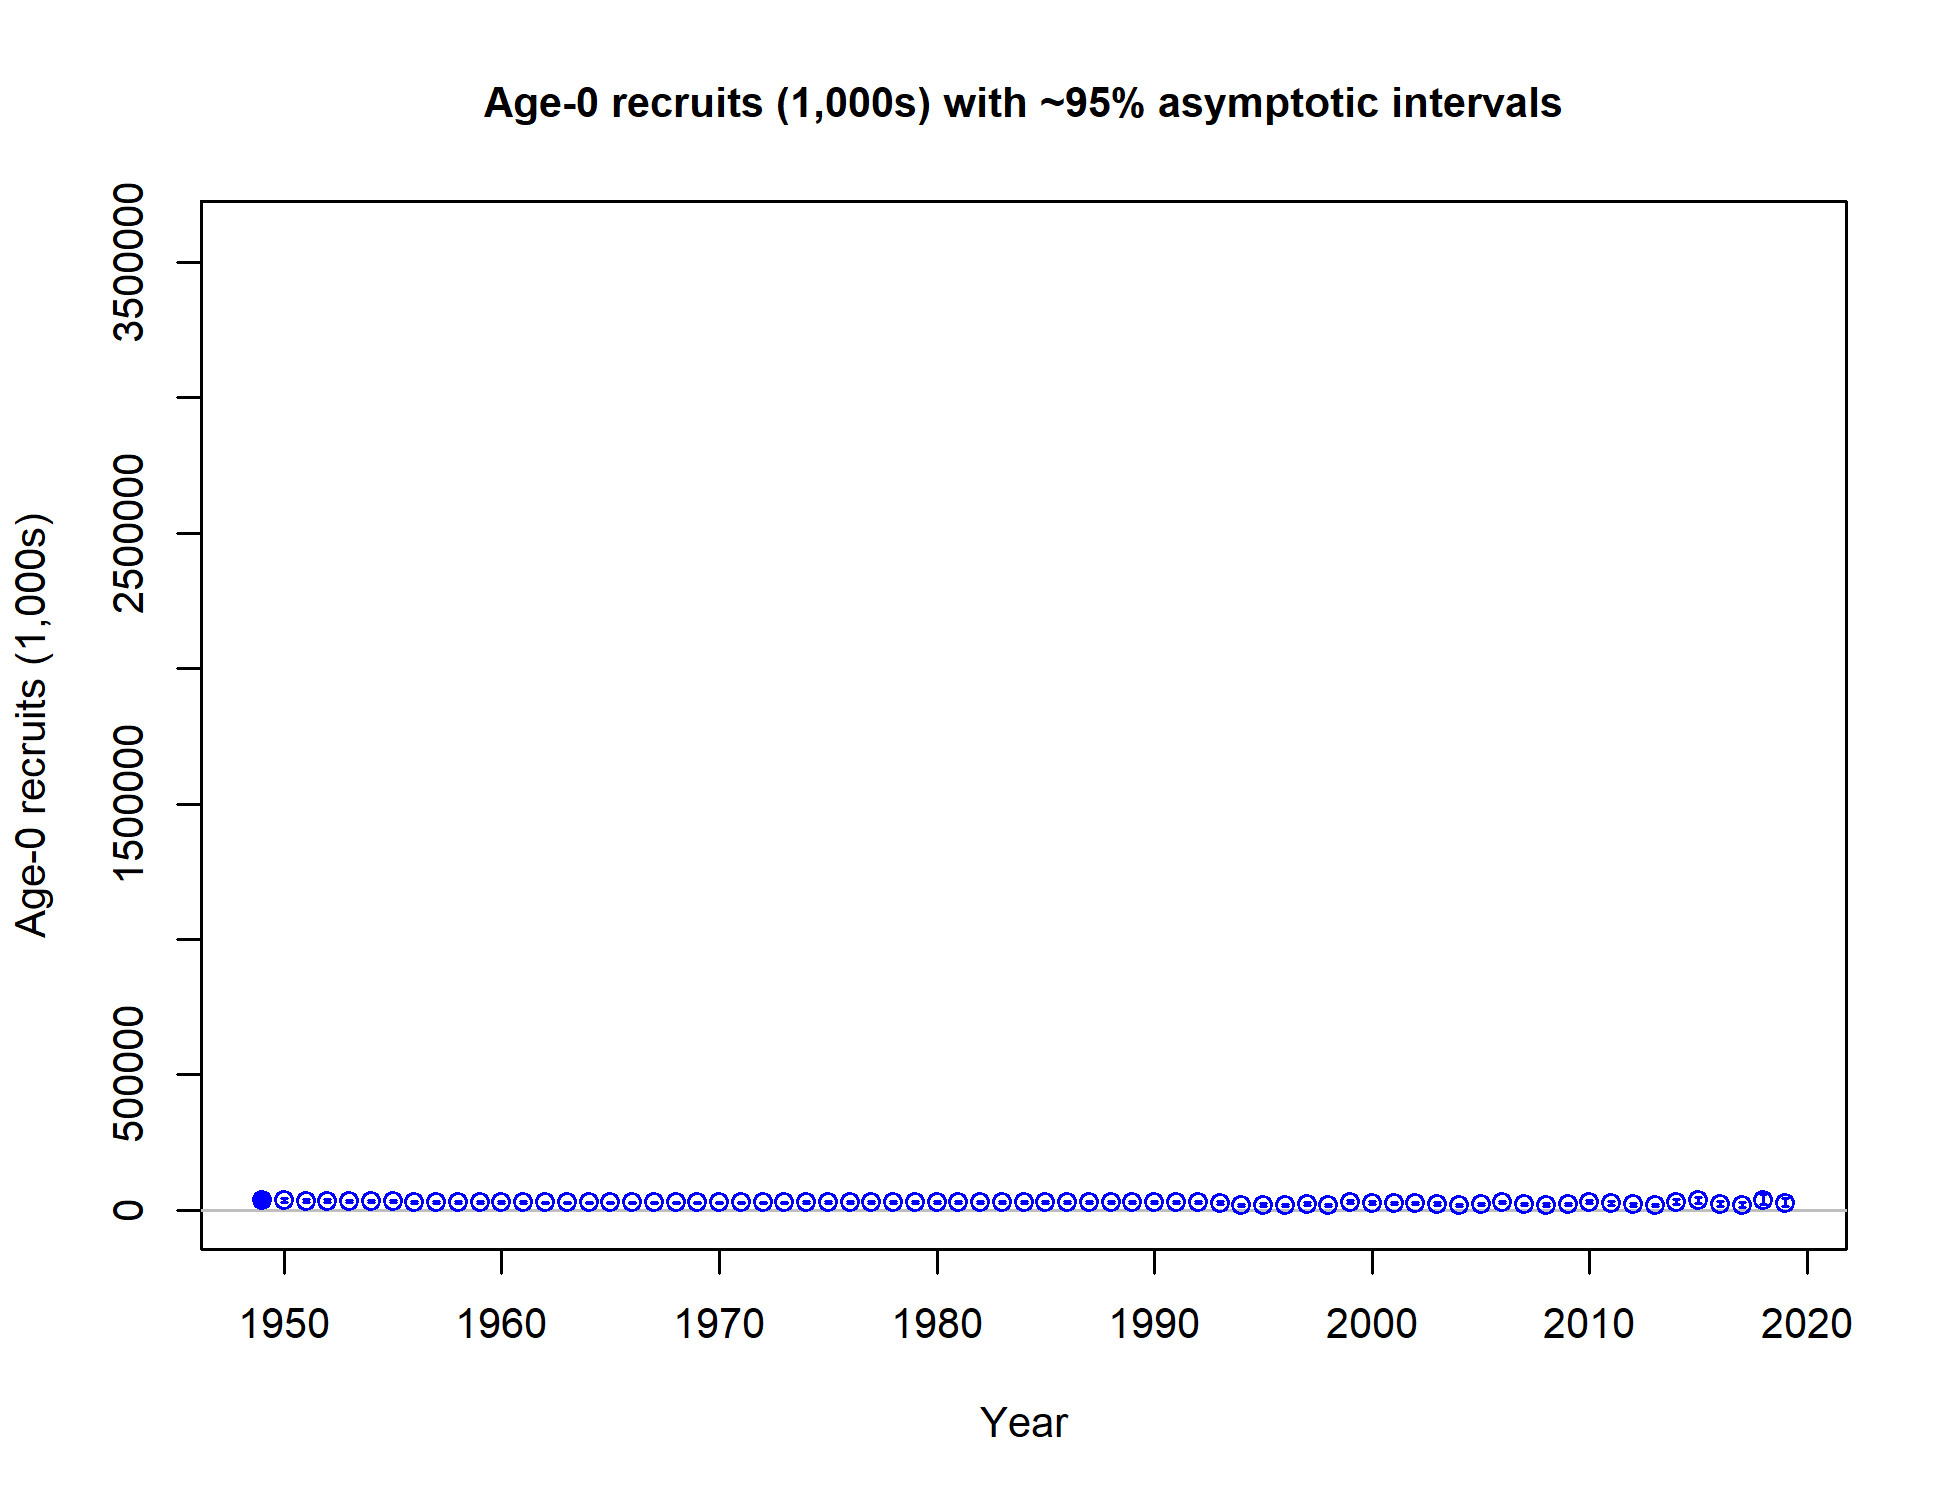 Age-0 recruits (1,000s) with ~95% asymptotic intervals
Age-0 recruits (1,000s)
3500000
2500000
1500000
500000
0
1950 1960 1970 1980 1990 2000 2010 2020
Year